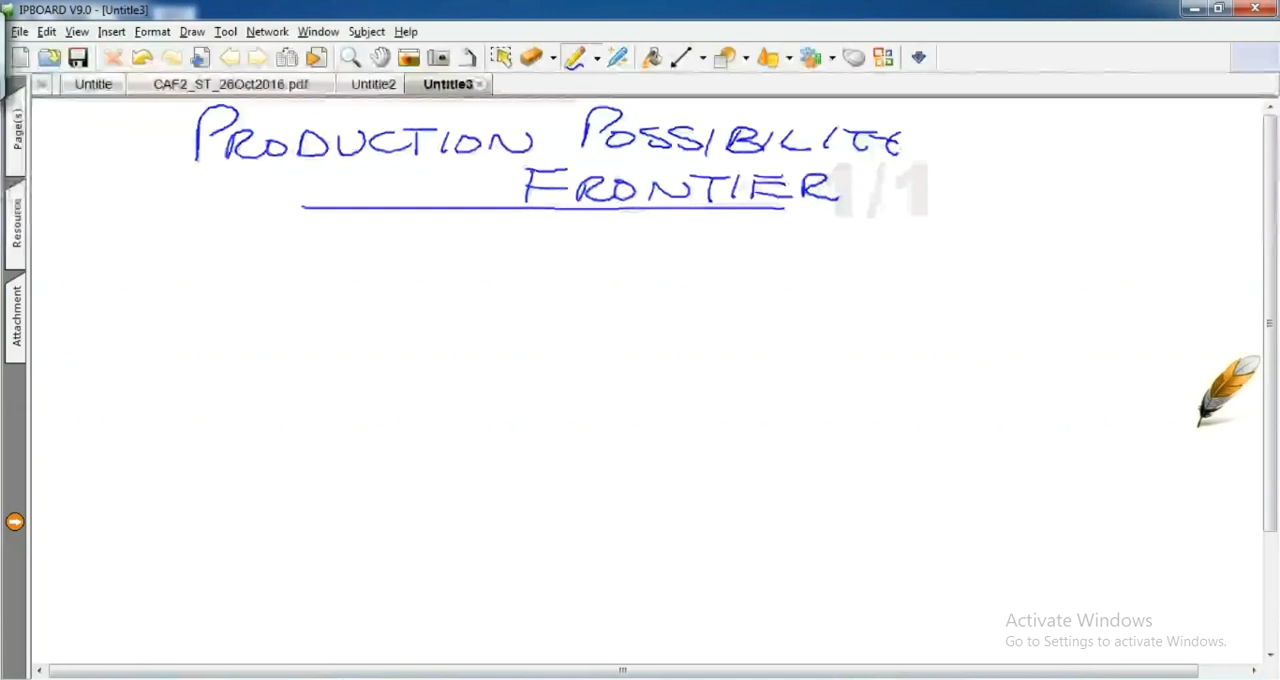 IPBOARD V9.0 - [Untitle3]
File Edit View Insert Format Draw Tool Network Window Subject Help
Untitle CAF2_ST_26Oct2016.pdf Untitle2 Untitle3
Page(s)
Resource
Attachment
PRODUCTION POSSIBILITY
FRONTIER
1/1
Activate Windows
Go to Settings to activate Windows.